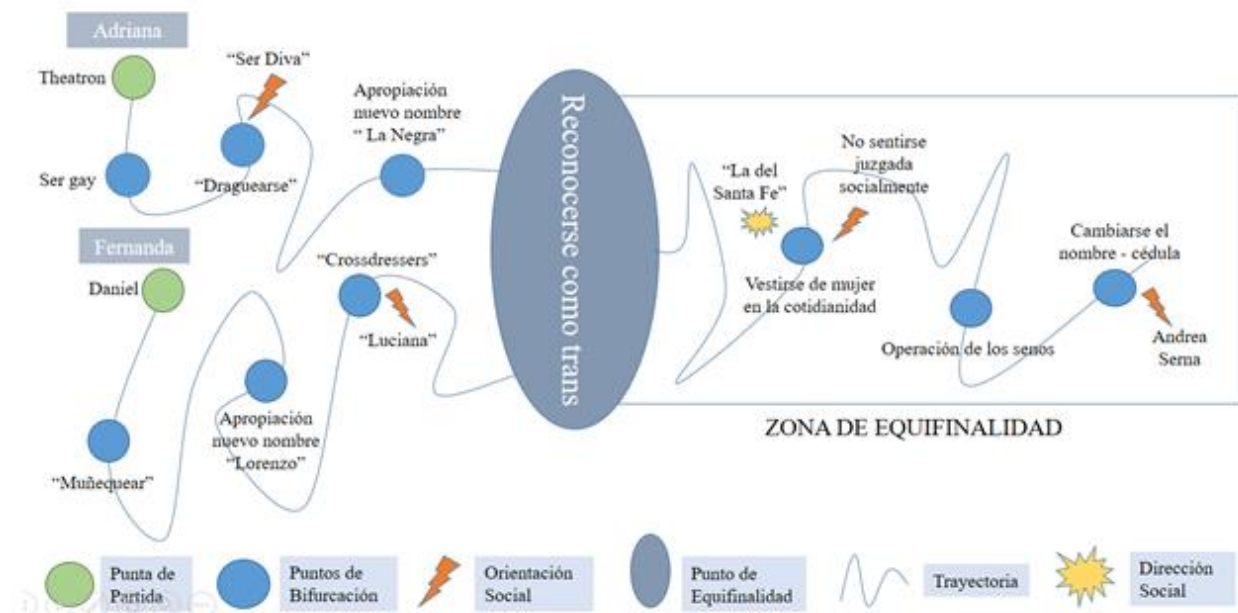 Adriana
Theatron
Ser gay
“Draguearse”
“Ser Diva”
Apropiación
nuevo nombre
“ La Negra”
Fernanda
Daniel
“Muñequear”
Apropiación
nuevo nombre
“Lorenzo”
“Crossdressers”
“Luciana”
Reconocerse como trans
“La del
Santa Fe”
No sentirse
juzgada
socialmente
Vestirse de mujer
en la cotidianidad
Operación de los senos
Cambiarse el
nombre - cédula
Andrea
Serna
ZONA DE EQUIFINALIDAD
Punta de
Partida
Puntos de
Bifurcación
Orientación
Social
Punto de
Equifinalidad
Trayectoria
Dirección
Social